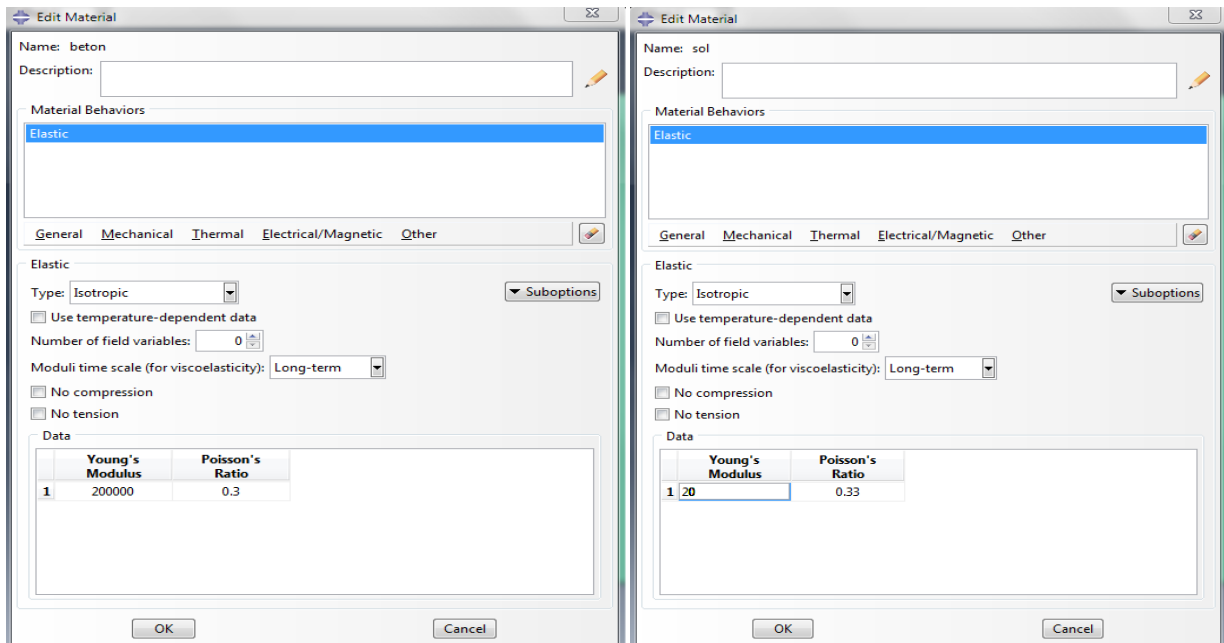 Edit Material
Name: beton
Description:
Material Behaviors
Elastic
General Mechanical Thermal Electrical/Magnetic Other
Elastic
Type: Isotropic
Suboptions
Use temperature-dependent data
Number of field variables: 0
Moduli time scale (for viscoelasticity): Long-term
No compression
No tension
Data
Young's Poisson's
Modulus Ratio
1 200000 0.3
OK Cancel
Edit Material
Name: sol
Description:
Material Behaviors
Elastic
General Mechanical Thermal Electrical/Magnetic Other
Elastic
Type: Isotropic
Suboptions
Use temperature-dependent data
Number of field variables: 0
Moduli time scale (for viscoelasticity): Long-term
No compression
No tension
Data
Young's Poisson's
Modulus Ratio
1 20 0.33
OK Cancel